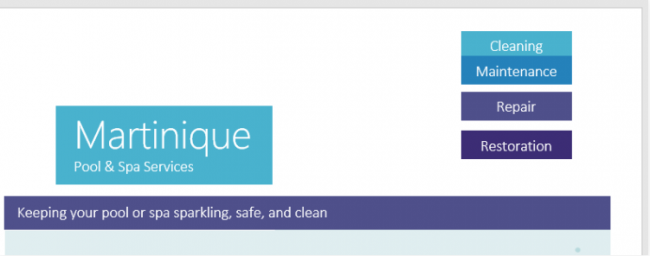 Cleaning
Maintenance
Repair
Restoration
Martinique
Pool & Spa Services
Keeping your pool or spa sparkling, safe, and clean